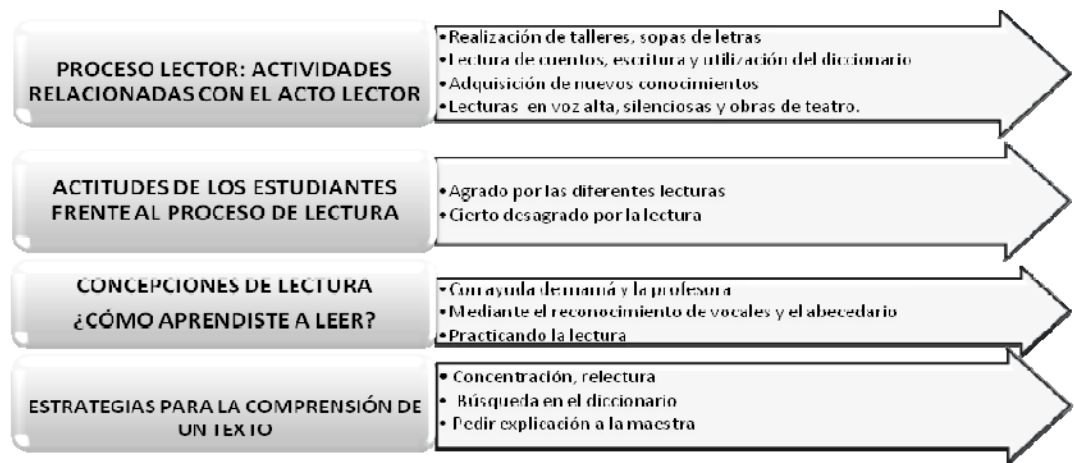 PROCESO LECTOR: ACTIVIDADES
RELACIONADAS CON EL ACTO LECTOR
•Realización de talleres, sopas de letras
•Lectura de cuentos, escritura y utilización del diccionario
•Adquisición de nuevos conocimientos
•Lecturas en voz alta, silenciosas y obras de teatro.
ACTITUDES DE LOS ESTUDIANTES
FRENTE AL PROCESO DE LECTURA
•Agrado por las diferentes lecturas
•Cierto desagrado por la lectura
CONCEPCIONES DE LECTURA
¿CÓMO APRENDISTE A LEER?
•Con ayuda de mamá y la profesora
•Mediante el reconocimiento de vocales y el abecedario
•Practicando la lectura
ESTRATEGIAS PARA LA COMPRENSIÓN DE
UN TEXTO
• Concentración, relectura
• Búsqueda en el diccionario
• Pedir explicación a la maestra